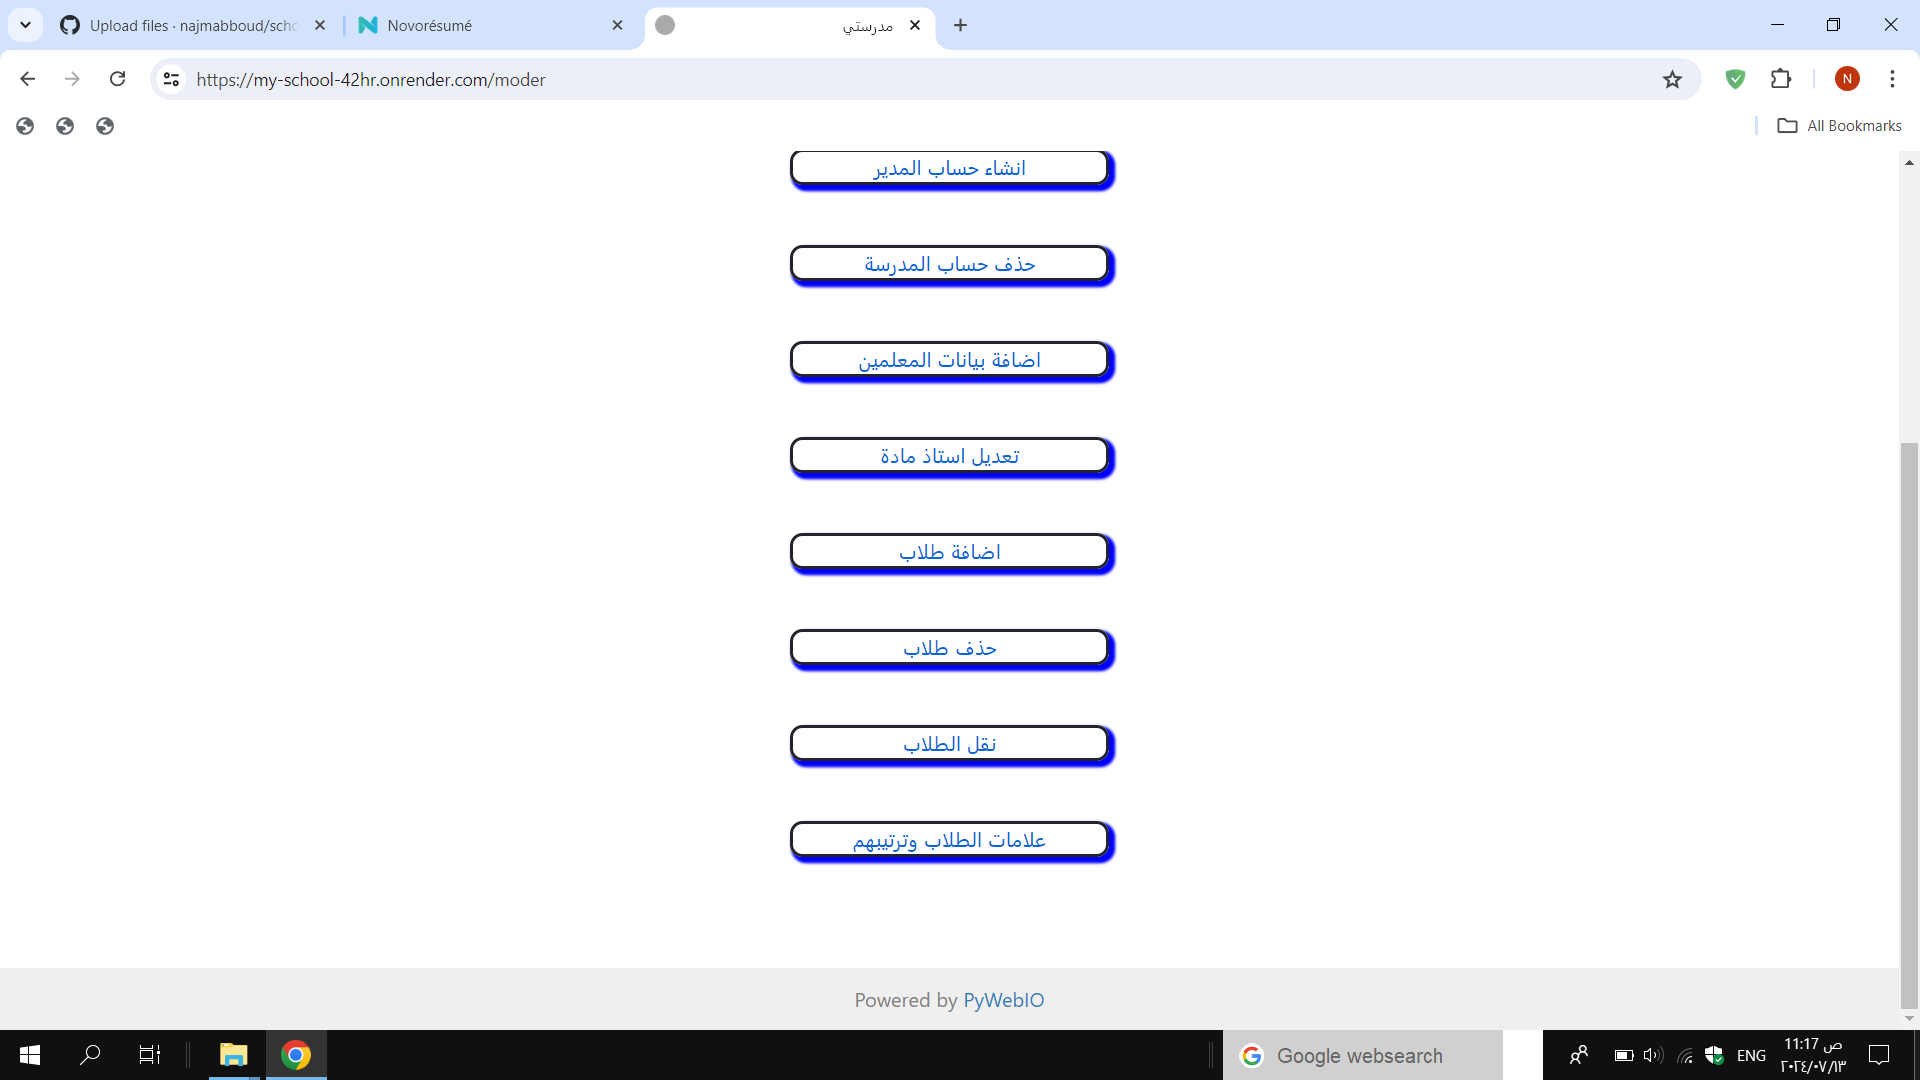 Upload files · najmabboud/scho
Novorésumé
مدرستي
https://my-school-42hr.onrender.com/moder
N
All Bookmarks
انشاء حساب المدير
حذف حساب المدرسة
اضافة بيانات المعلمين
تعديل استاذ مادة
اضافة طلاب
حذف طلاب
نقل الطلاب
علامات الطلاب وترتيبهم
Powered by PyWebIO
Google websearch
ENG
11:17 ص
٢٠٢٤/٠٧/١٣